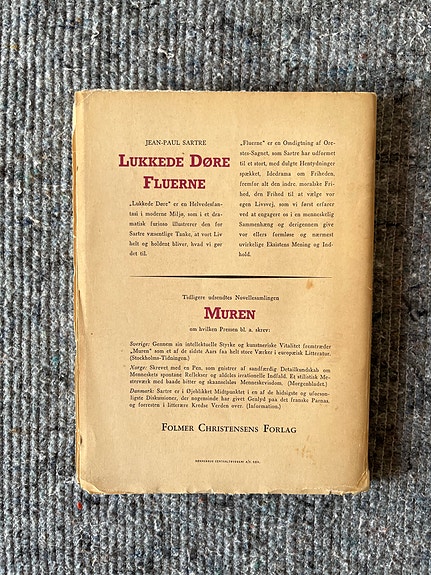 JEAN-PAUL SARTRE
LUKKEDE DØRE
FLUERNE
„Lukkede Døre" er en Helvedesfan-
tasi i moderne Miljø, som i et dra-
matisk furioso illustrerer den for
Sartre væsentlige Tanke, at vort Liv
helt og holdent bliver, hvad vi gør
det til.
„Fluerne" er en Omdigtning af Ore-
stes-Sagnet, som Sartre har udformet
til et stort, med dulgte Hentydninger
spækket, Idedrama om Friheden,
fremfor alt den indre, moralske Fri-
hed, den Frihed til at vælge vor
egen Livsvej, som vi først erfarer
ved at engagere os i en menneskelig
Sammenhæng og derigennem give
vor ellers formløse og nærmest
uvirkelige Eksistens Mening og Ind-
hold.
Tidligere udsendtes Novellesamlingen
MUREN
om hvilken Pressen bl. a. skrev:
Sverige: Gennem sin intellektuelle Styrke og kunstneriske Vitalitet fremtræder
„Muren" som et af de sidste Aars faa helt store Værker i europæisk Litteratur.
(Stockholms-Tidningen.)
Norge: Skrevet med en Pen, som gnistrer af sandfærdig Detailkundskab om
Menneskets spontane Reflekser og aldeles irrationelle Indfald. Et stilistisk Me-
sterværk med baade bitter og skaanselsløs Menneskevisdom. (Morgenbladet.)
Danmark: Sartre er i Øjeblikket Midtpunktet i en af de hidsigste og uforson-
ligste Diskussioner, der nogensinde har givet Genlyd paa det franske Parnas,
og forresten i litterære Kredse Verden over. (Information.)
FOLMER CHRISTENSENS FORLAG